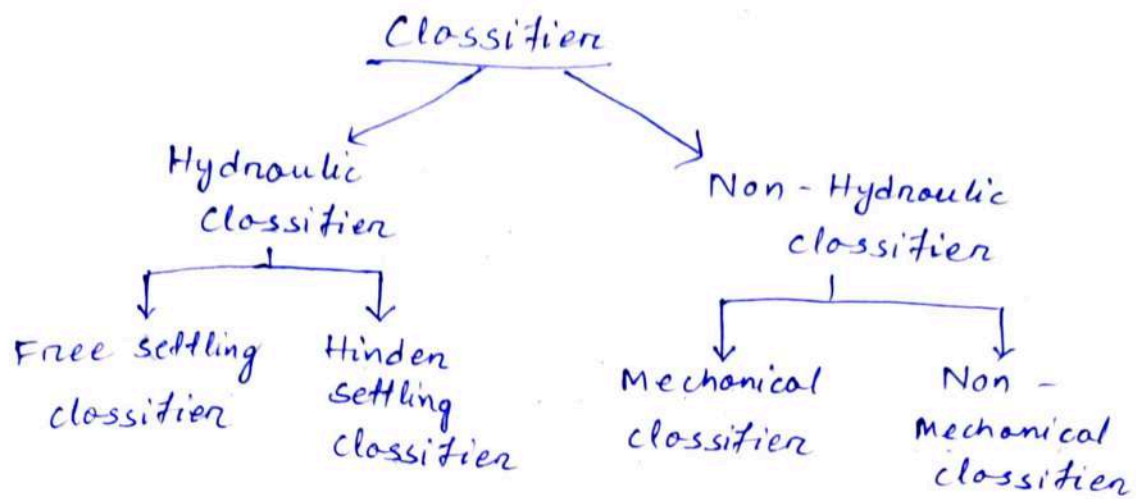 Classifier
Hydraulic
Classifier
Non - Hydraulic
classifier
Free settling
classifier
Hinder
settling
classifier
Mechanical
classifier
Non -
Mechanical
classifier